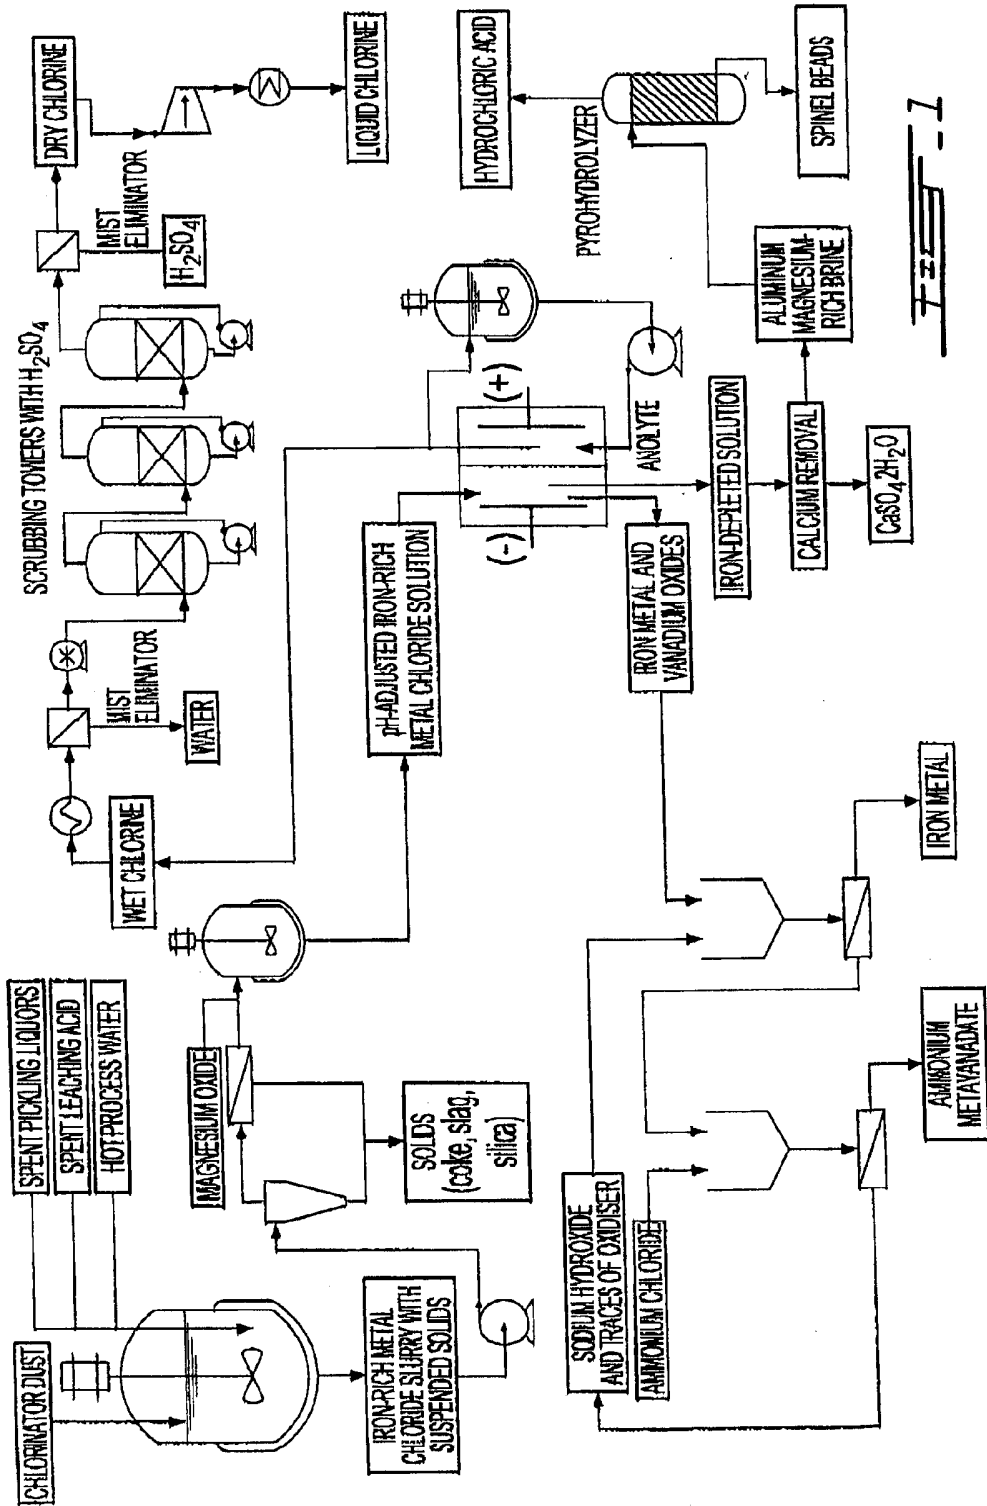 CHLORINATOR DUST
SPENT PICKLING LIQUORS
SPENT LEACHING ACID
HOT PROCESS WATER
IRON-RICH METAL
CHLORIDE SLURRY WITH
SUSPENDED SOLIDS
MAGNESIUM OXIDE
SOLIDS
(coke, slag,
silica)
WET CHLORINE
MIST
ELIMINATOR
WATER
SCRUBBING TOWERS WITH H2SO4
MIST
ELIMINATOR
H2SO4
DRY CHLORINE
LIQUID CHLORINE
pH-ADJUSTED IRON-RICH
METAL CHLORIDE SOLUTION
(-)
(+)
ANOLYTE
IRON METAL AND
VANADIUM OXIDES
IRON-DEPLETED SOLUTION
CALCIUM REMOVAL
CaSO4 2H2O
ALUMINUM
MAGNESIUM-
RICH BRINE
PYROHYDROLYZER
HYDROCHLORIC ACID
SPINEL BEADS
SODIUM HYDROXIDE
AND TRACES OF OXIDISER
AMMONIUM CHLORIDE
IRON METAL
AMMONIUM
METAVANADATE
FIG-1